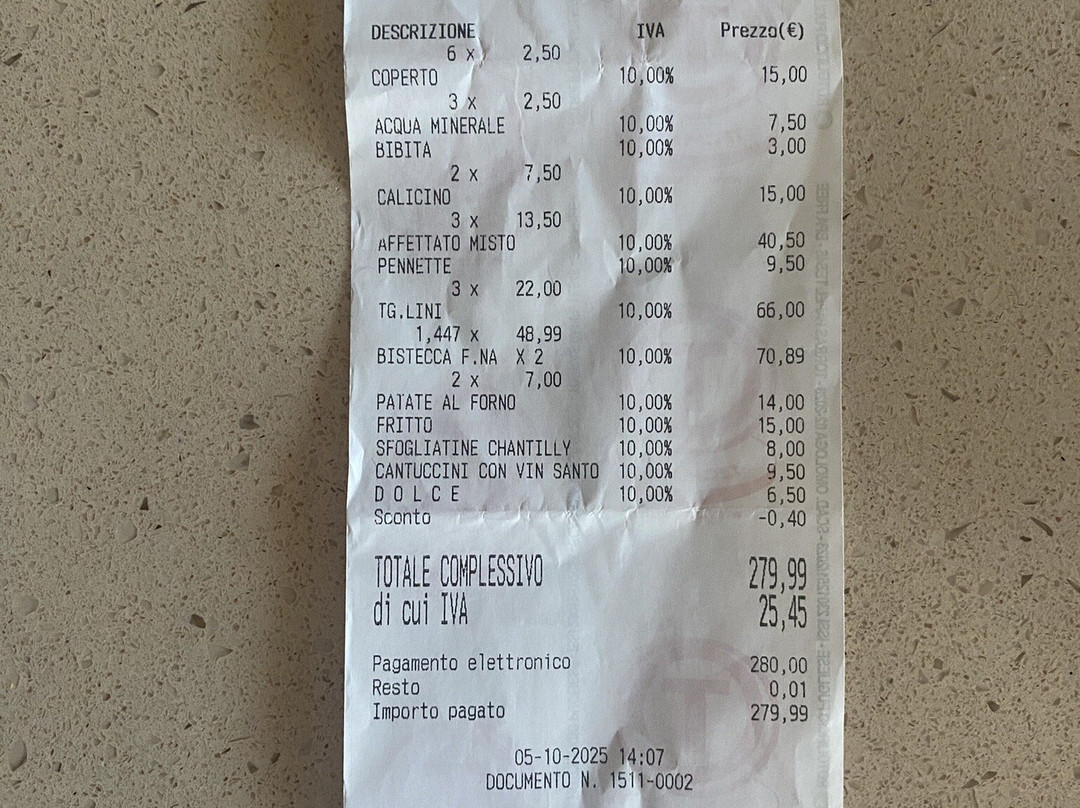 DESCRIZIONE IVA Prezzo(€)
6 x 2,50
COPERTO 10,00% 15,00
3 x 2,50
ACQUA MINERALE 10,00% 7,50
BIBITA 10,00% 3,00
2 x 7,50
CALICINO 10,00% 15,00
3 x 13,50
AFFETTATO MISTO 10,00% 40,50
PENNETTE 10,00% 9,50
3 x 22,00
TG.LINI 10,00% 66,00
1,447 x 48,99
BISTECCA F.NA X 2 10,00% 70,89
2 x 7,00
PATATE AL FORNO 10,00% 14,00
FRITTO 10,00% 15,00
SFOGLIATINE CHANTILLY 10,00% 8,00
CANTUCCINI CON VIN SANTO 10,00% 9,50
D O L C E 10,00% 6,50
Sconto -0,40
TOTALE COMPLESSIVO 279,99
di cui IVA 25,45
Pagamento elettronico 280,00
Resto 0,01
Importo pagato 279,99
05-10-2025 14:07
DOCUMENTO N. 1511-0002